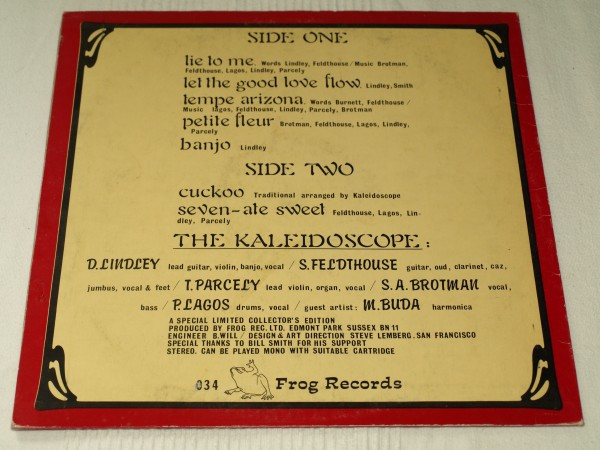 SIDE ONE
lie to me. Words Lindley, Feldthouse/Music Brotman,
Feldthouse, Lagos, Lindley, Parcely
let the good love flow. Lindley, Smith
tempe arizona. Words Burnett, Feldthouse/
Music lagos, Feldthouse, Lindley, Parcely, Brotman
petite fleur Brotman, Feldthouse, Lagos, Lindley,
Parcely
banjo Lindley
SIDE TWO
cuckoo Traditional arranged by Kaleidoscope
seven-ate sweet Feldthouse, Lagos, Lin-
dley, Parcely
THE KALEIDOSCOPE:
D.LINDLEY lead guitar, violin, banjo, vocal / S.FELDTHOUSE guitar, oud, clarinet, caz,
jumbus, vocal & feet / T.PARCELY lead violin, organ, vocal / S.A.BROTMAN vocal,
bass / P.LAGOS drums, vocal / guest artist: M.BUDA harmonica
A SPECIAL LIMITED COLLECTOR'S EDITION
PRODUCED BY FROG REC. LTD. EDMONT PARK SUSSEX BN 11
ENGINEER B.WILL / DESIGN & ART DIRECTION STEVE LEMBERG. SAN FRANCISCO
SPECIAL THANKS TO BILL SMITH FOR HIS SUPPORT
STEREO. CAN BE PLAYED MONO WITH SUITABLE CARTRIDGE
034 Frog Records